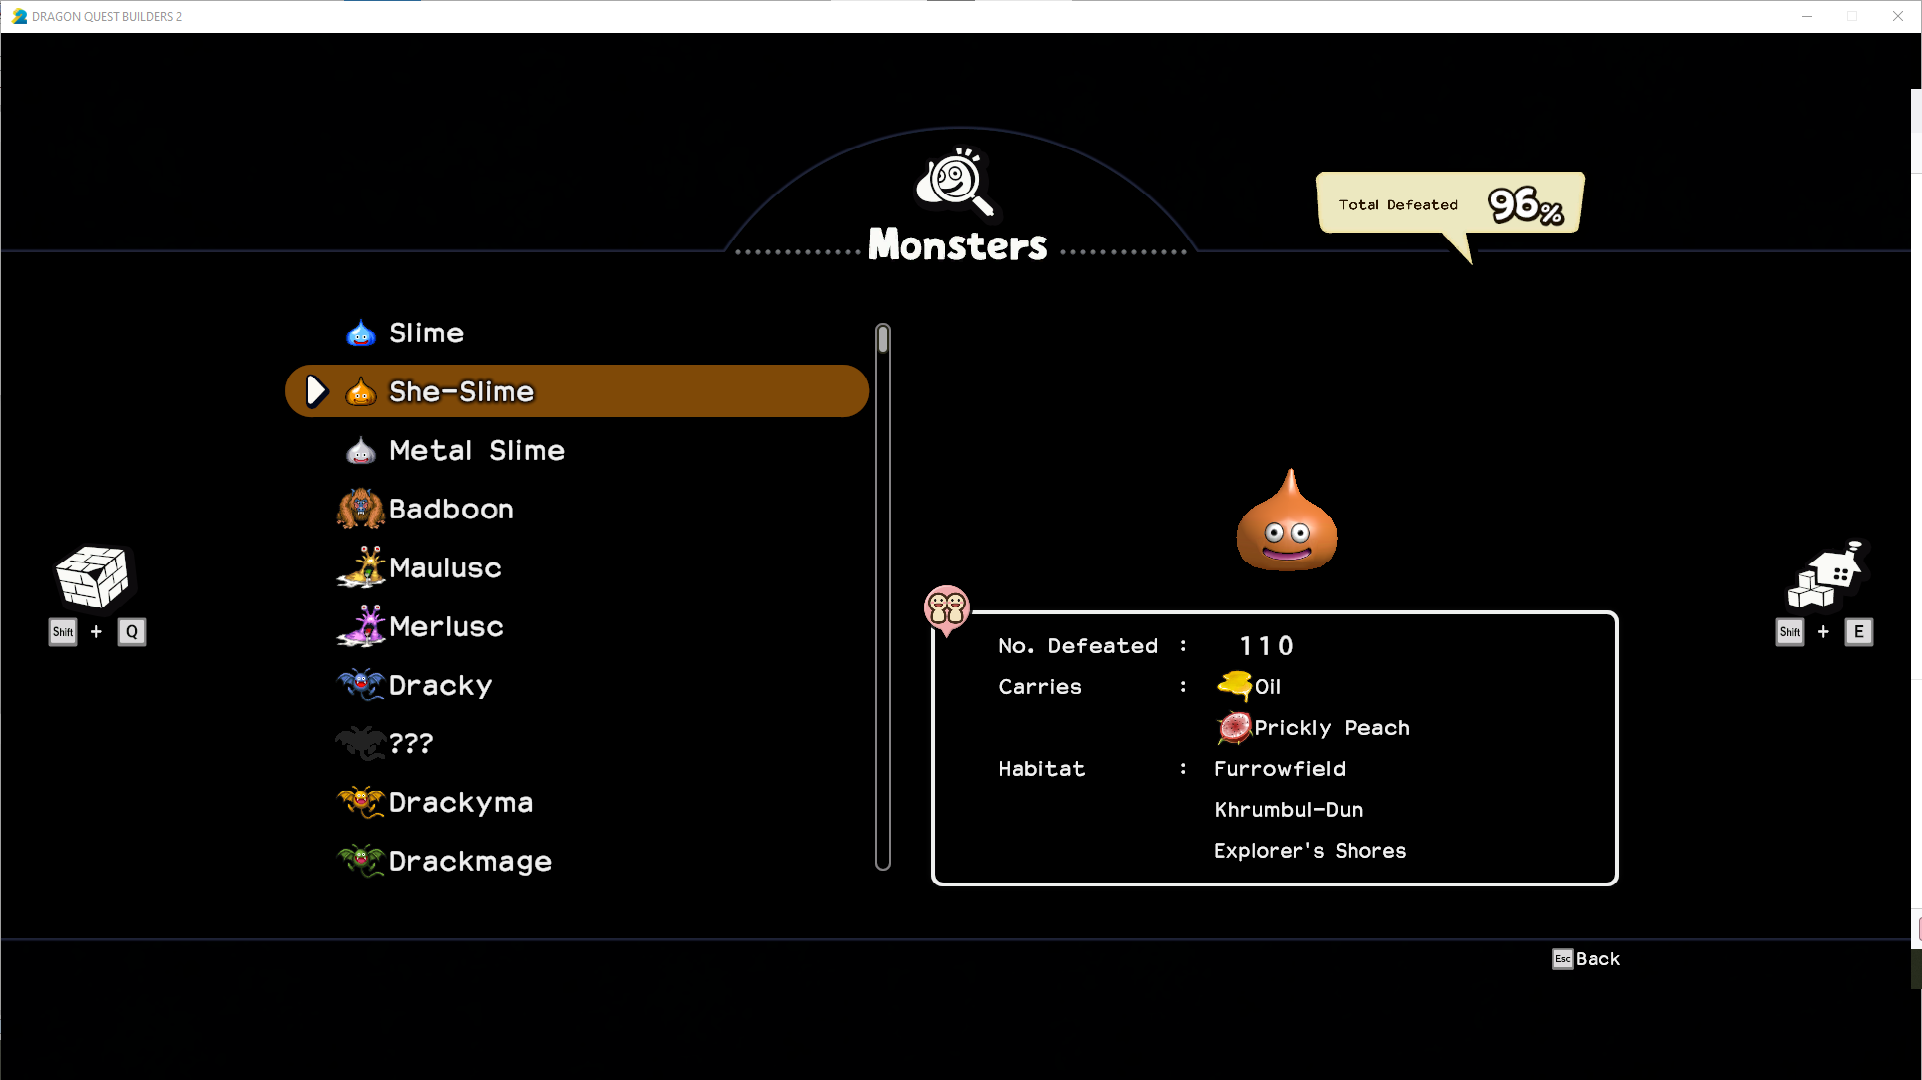 DRAGON QUEST BUILDERS 2
Total Defeated 96%
Monsters
Slime
She-Slime
Metal Slime
Badboon
Maulusc
Merlusc
Dracky
???
Drackyma
Drackmage
Shift + Q
No. Defeated : 110
Carries : Oil
Prickly Peach
Habitat : Furrowfield
Khrumbul-Dun
Explorer's Shores
Shift + E
Esc Back